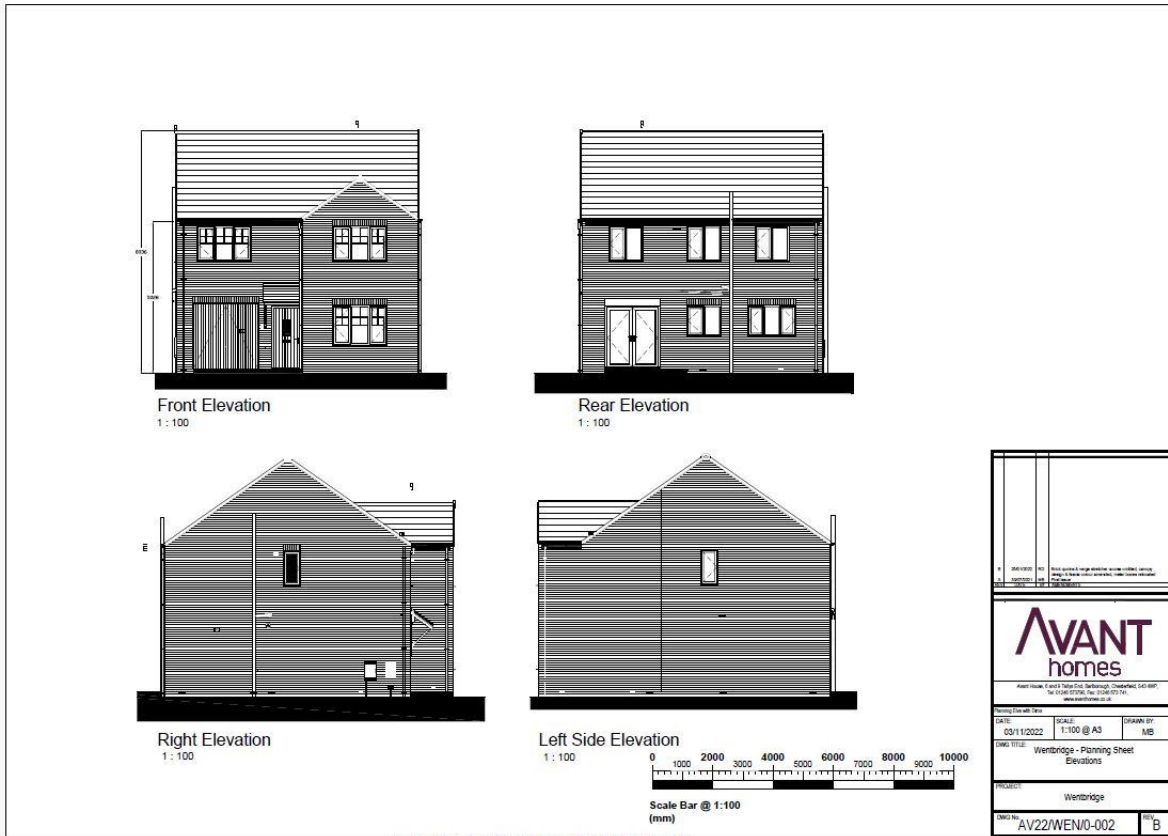 Front Elevation
1 : 100
Rear Elevation
1 : 100
Right Elevation
1 : 100
Left Side Elevation
1 : 100
0 2000 4000 6000 8000 10000
1000 3000 5000 7000 9000
Scale Bar @ 1:100
(mm)
AVANT
homes
DATE:
03/11/2022
SCALE:
1:100 @ A3
DRAWN BY:
MB
DWG TITLE:
Wentbridge - Planning Sheet
Elevations
PROJECT:
Wentbridge
DWG No.
AV22/WEN/0-002
REV.
B